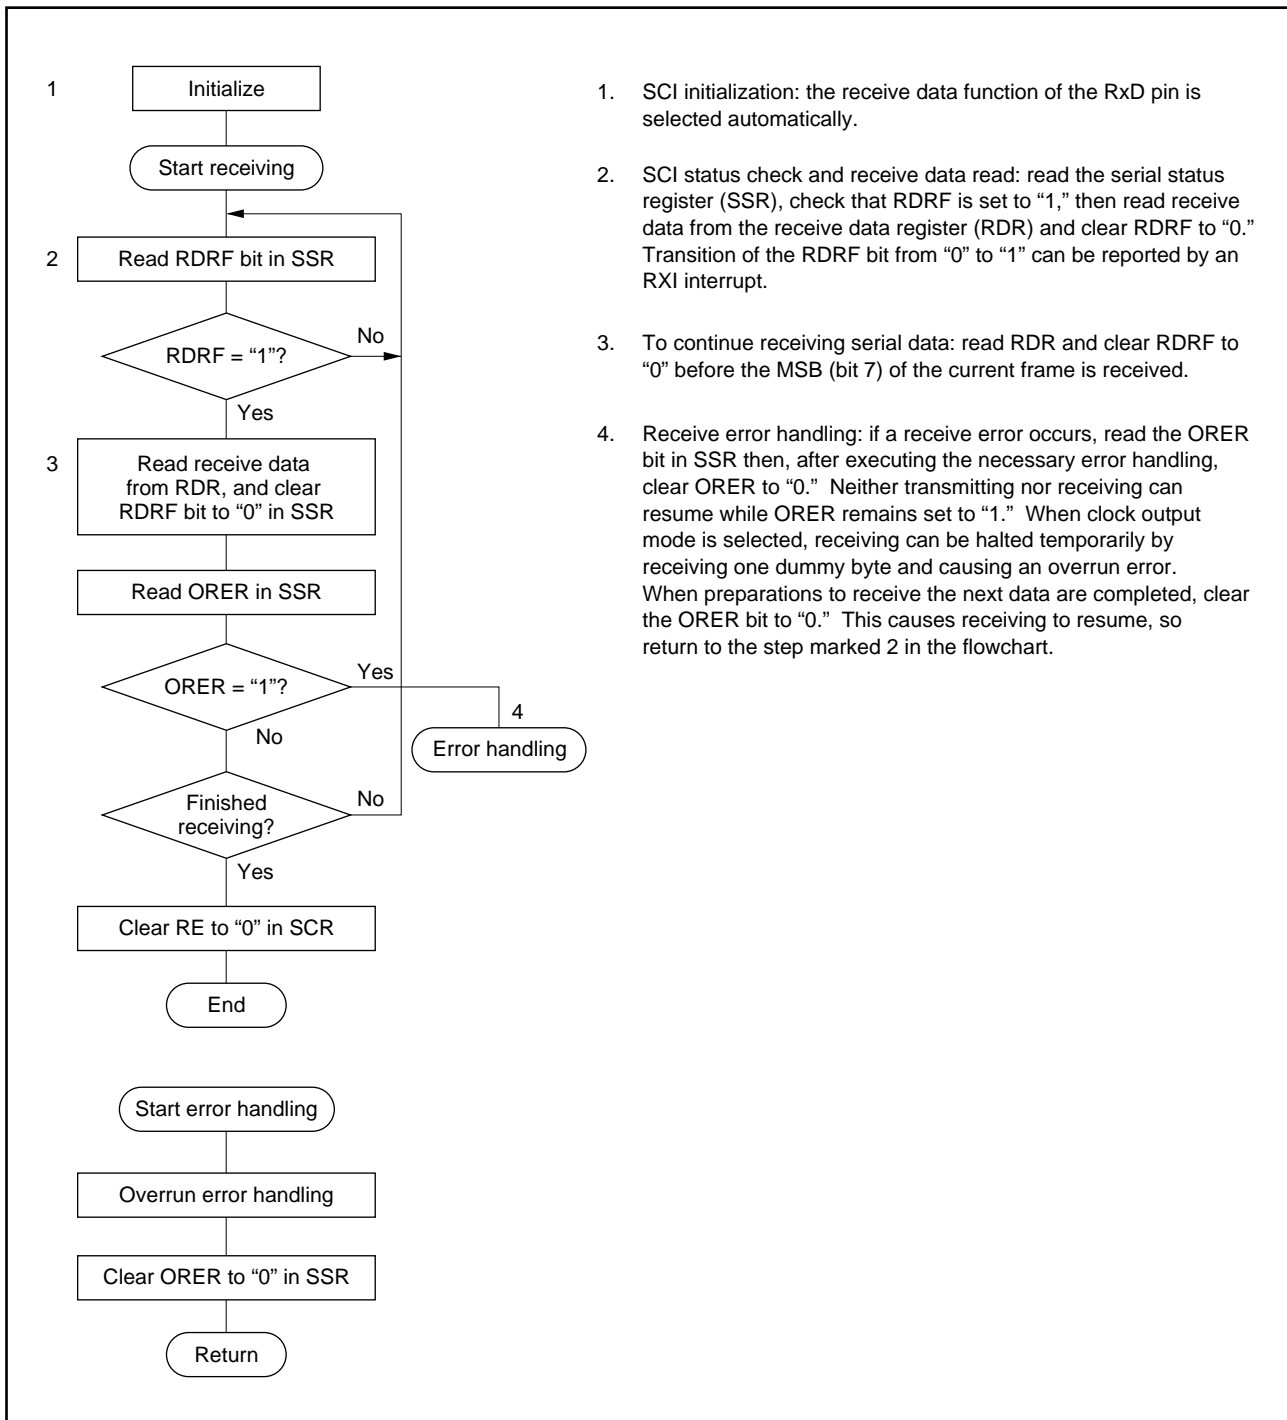 1
Initialize
Start receiving
2
Read RDRF bit in SSR
RDRF = “1”?
No
Yes
3
Read receive data
from RDR, and clear
RDRF bit to “0” in SSR
Read ORER in SSR
ORER = “1”?
Yes
No
4
Error handling
Finished
receiving?
No
Yes
Clear RE to “0” in SCR
End
Start error handling
Overrun error handling
Clear ORER to “0” in SSR
Return
1. SCI initialization: the receive data function of the RxD pin is
selected automatically.
2. SCI status check and receive data read: read the serial status
register (SSR), check that RDRF is set to “1,” then read receive
data from the receive data register (RDR) and clear RDRF to “0.”
Transition of the RDRF bit from “0” to “1” can be reported by an
RXI interrupt.
3. To continue receiving serial data: read RDR and clear RDRF to
“0” before the MSB (bit 7) of the current frame is received.
4. Receive error handling: if a receive error occurs, read the ORER
bit in SSR then, after executing the necessary error handling,
clear ORER to “0.” Neither transmitting nor receiving can
resume while ORER remains set to “1.” When clock output
mode is selected, receiving can be halted temporarily by
receiving one dummy byte and causing an overrun error.
When preparations to receive the next data are completed, clear
the ORER bit to “0.” This causes receiving to resume, so
return to the step marked 2 in the flowchart.